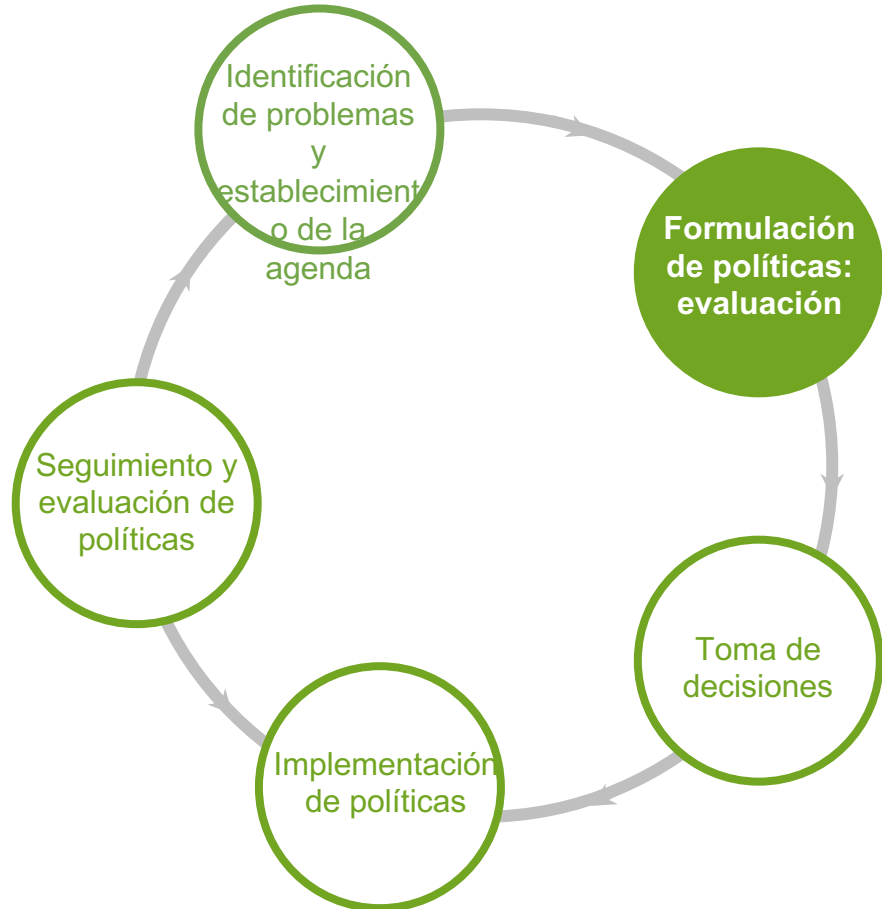 Identificación
de problemas
y
establecimient
o de la
agenda
Formulación
de políticas:
evaluación
Toma de
decisiones
Implementación
de políticas
Seguimiento y
evaluación de
políticas